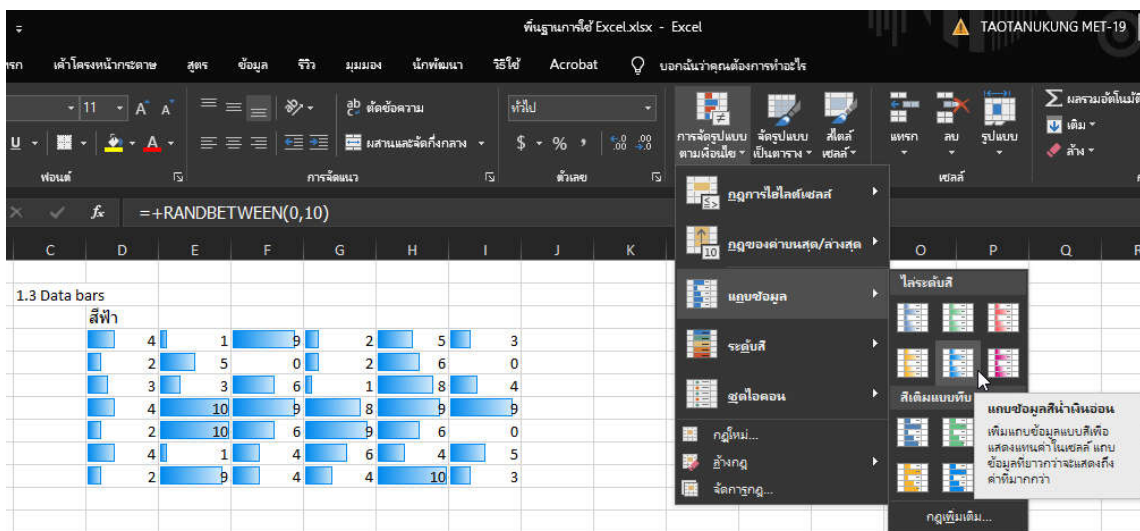 พื้นฐานการใช้ Excel.xlsx - Excel
TAOTANUKUNG MET-19
เค้าโครงหน้ากระดาษ สูตร ข้อมูล รีวิว มุมมอง นักพัฒนา วิธีใช้ Acrobat บอกฉันว่าคุณต้องการทำอะไร
11 ตัดข้อความ ทั่วไป
ผสานและจัดกึ่งกลาง
การจัดรูปแบบ ตามเงื่อนไข
จัดรูปแบบ เป็นตาราง
สไตล์ เซลล์
แทรก ลบ รูปแบบ
ผลรวมอัตโนมัติ
เติม
ล้าง
ฟอนต์ การจัดแนว ตัวเลข เซลล์
fx =+RANDBETWEEN(0,10)
C D E F G H I J K O P Q
1.3 Data bars
สีฟ้า
4 1 9 2 5 3
2 5 0 2 6 0
3 3 6 1 8 4
4 10 9 8 9 9
2 10 6 9 6 0
4 1 4 6 4 5
2 9 4 4 10 3
กฎการไฮไลต์เซลล์
กฎของค่าบนสุด/ล่างสุด
แถบข้อมูล
ระดับสี
ชุดไอคอน
กฎใหม่...
ล้างกฎ
จัดการกฎ...
ไล่ระดับสี
สีเติมแบบทึบ
กฎเพิ่มเติม...
แถบข้อมูลสีน้ำเงินอ่อน
เพิ่มแถบข้อมูลแบบสีเพื่อ
แสดงแทนค่าในเซลล์ แถบ
ข้อมูลที่ยาวกว่าจะแสดงถึง
ค่าที่มากกว่า